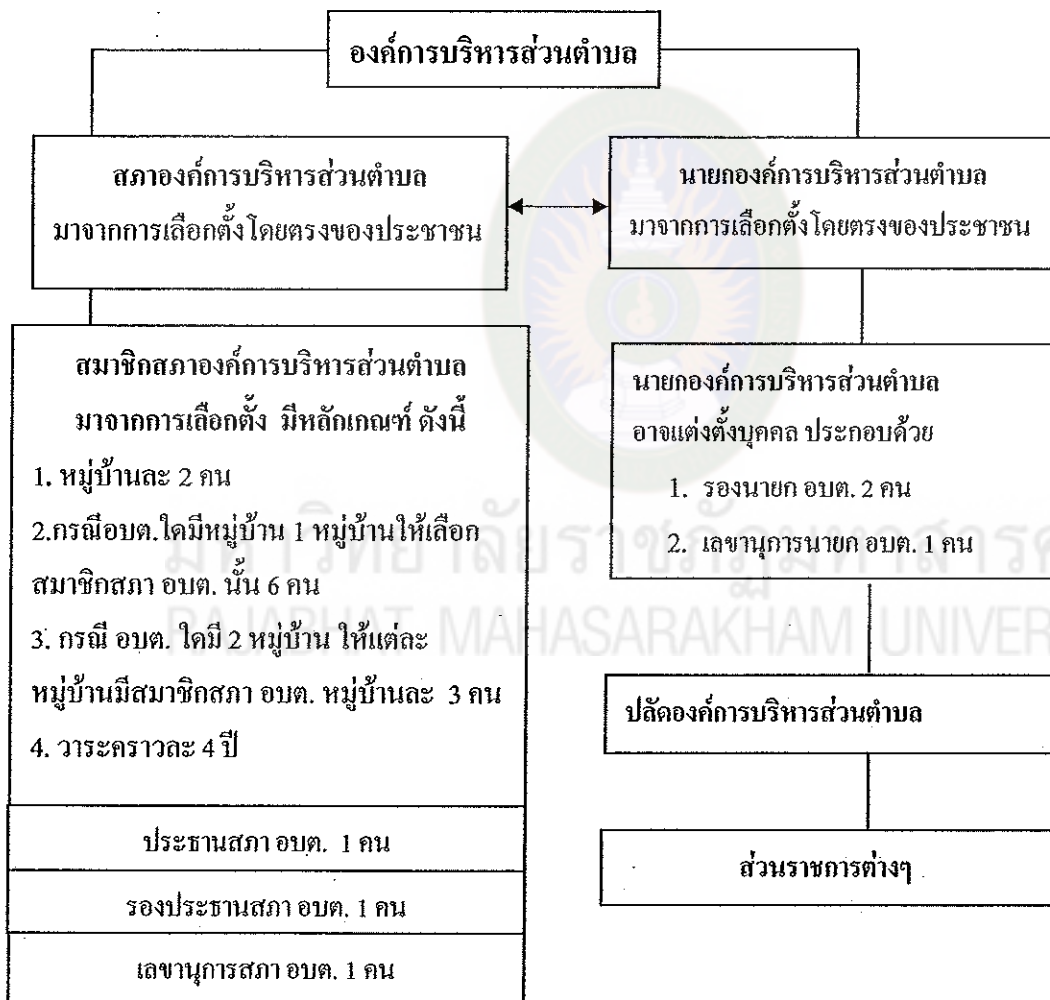 องค์การบริหารส่วนตำบล
สภาองค์การบริหารส่วนตำบล
มาจากการเลือกตั้งโดยตรงของประชาชน
นายกองค์การบริหารส่วนตำบล
มาจากการเลือกตั้งโดยตรงของประชาชน
สมาชิกสภาองค์การบริหารส่วนตำบล
มาจากการเลือกตั้ง มีหลักเกณฑ์ ดังนี้
1. หมู่บ้านละ 2 คน
2.กรณีอบต.ใดมีหมู่บ้าน 1 หมู่บ้านให้เลือก
สมาชิกสภา อบต. นั้น 6 คน
3. กรณี อบต. ใดมี 2 หมู่บ้าน ให้แต่ละ
หมู่บ้านมีสมาชิกสภา อบต. หมู่บ้านละ 3 คน
4. วาระคราวละ 4 ปี
ประธานสภา อบต. 1 คน
รองประธานสภา อบต. 1 คน
เลขานุการสภา อบต. 1 คน
นายกองค์การบริหารส่วนตำบล
อาจแต่งตั้งบุคคล ประกอบด้วย
1. รองนายก อบต. 2 คน
2. เลขานุการนายก อบต. 1 คน
ปลัดองค์การบริหารส่วนตำบล
ส่วนราชการต่างๆ
มหาวิทยาลัยราชภัฏมหาสารค
RAJABHAT MAHASARAKHAM UNIVER